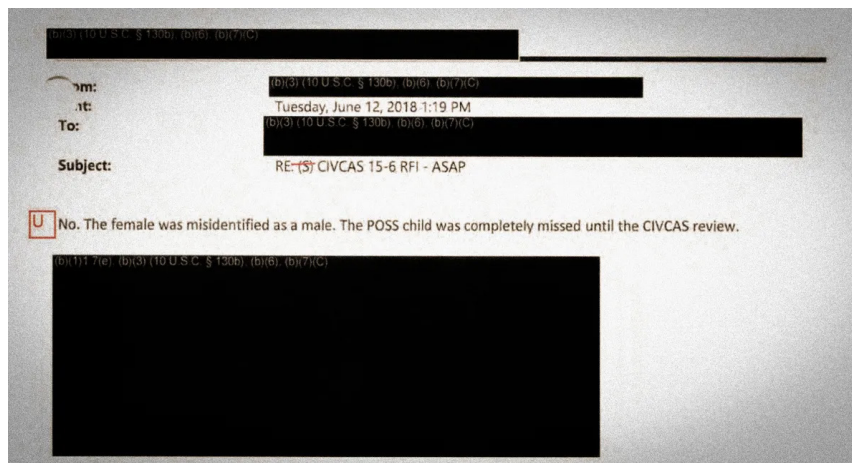 (b)(3) (10 U.S.C. § 130b), (b)(6), (b)(7)(C)
om: (b)(3) (10 U.S.C. § 130b), (b)(6), (b)(7)(C)
nt: Tuesday, June 12, 2018 1:19 PM
To: (b)(3) (10 U.S.C. § 130b), (b)(6), (b)(7)(C)
Subject: RE: (S) CIVCAS 15-6 RFI - ASAP
U No. The female was misidentified as a male. The POSS child was completely missed until the CIVCAS review.
(b)(1)1.7(e), (b)(3) (10 U.S.C. § 130b), (b)(6), (b)(7)(C)